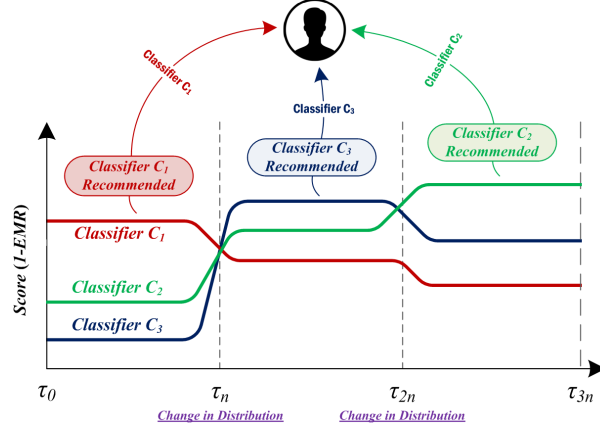 Classifier C1
Classifier C2
Classifier C3
Classifier C1
Recommended
Classifier C3
Recommended
Classifier C2
Recommended
Score (1-EMR)
Classifier C1
Classifier C2
Classifier C3
τ0
τn
τ2n
τ3n
Change in Distribution
Change in Distribution